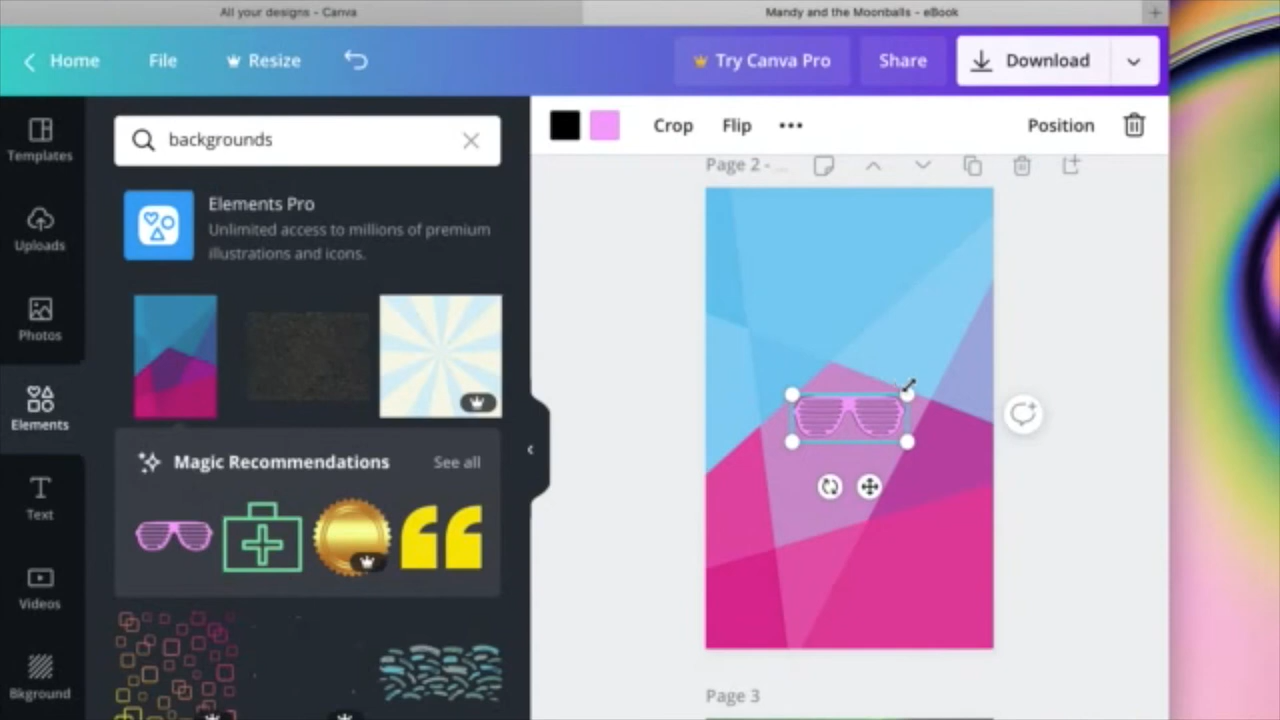 All your designs - Canva
Mandy and the Moonballs - eBook
Home
File
Resize
Try Canva Pro
Share
Download
Templates
Uploads
Photos
Elements
Text
Videos
Bkground
backgrounds
Elements Pro
Unlimited access to millions of premium
illustrations and icons.
Magic Recommendations
See all
Crop
Flip
Position
Page 2 - ...
Page 3